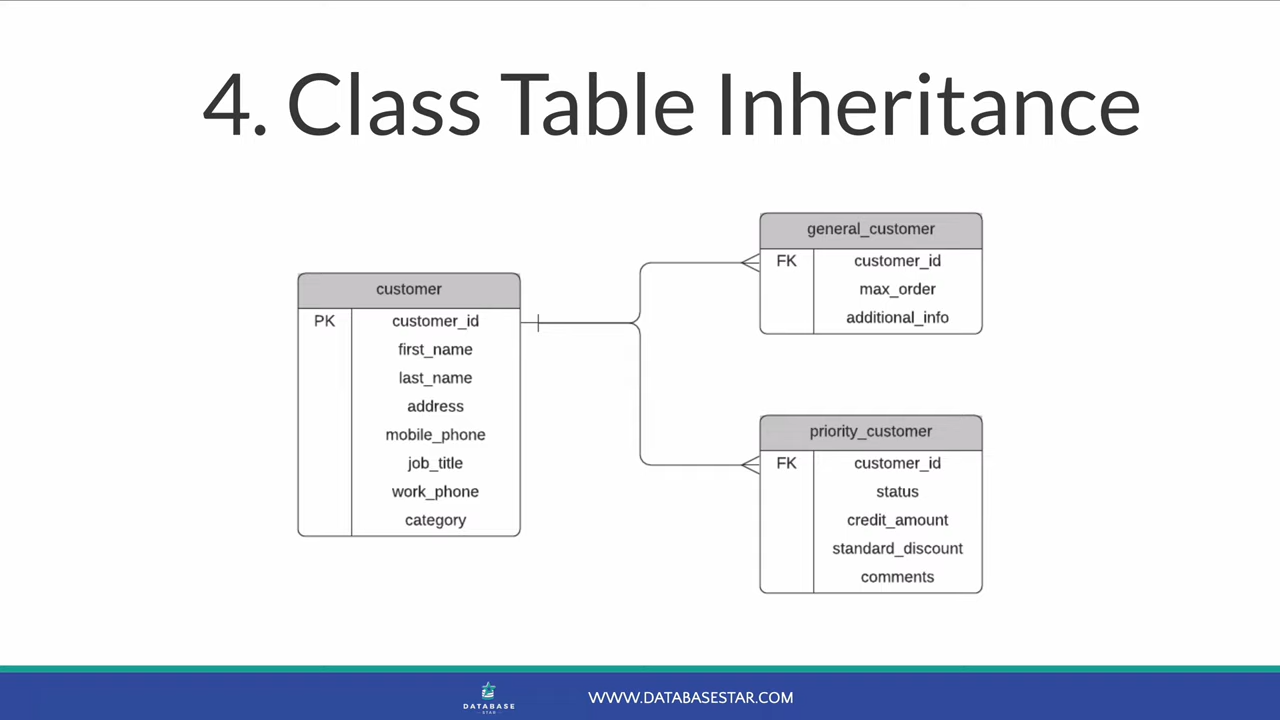 4. Class Table Inheritance
customer
PK customer_id
first_name
last_name
address
mobile_phone
job_title
work_phone
category
general_customer
FK customer_id
max_order
additional_info
priority_customer
FK customer_id
status
credit_amount
standard_discount
comments
DATABASE
STAR
WWW.DATABASESTAR.COM